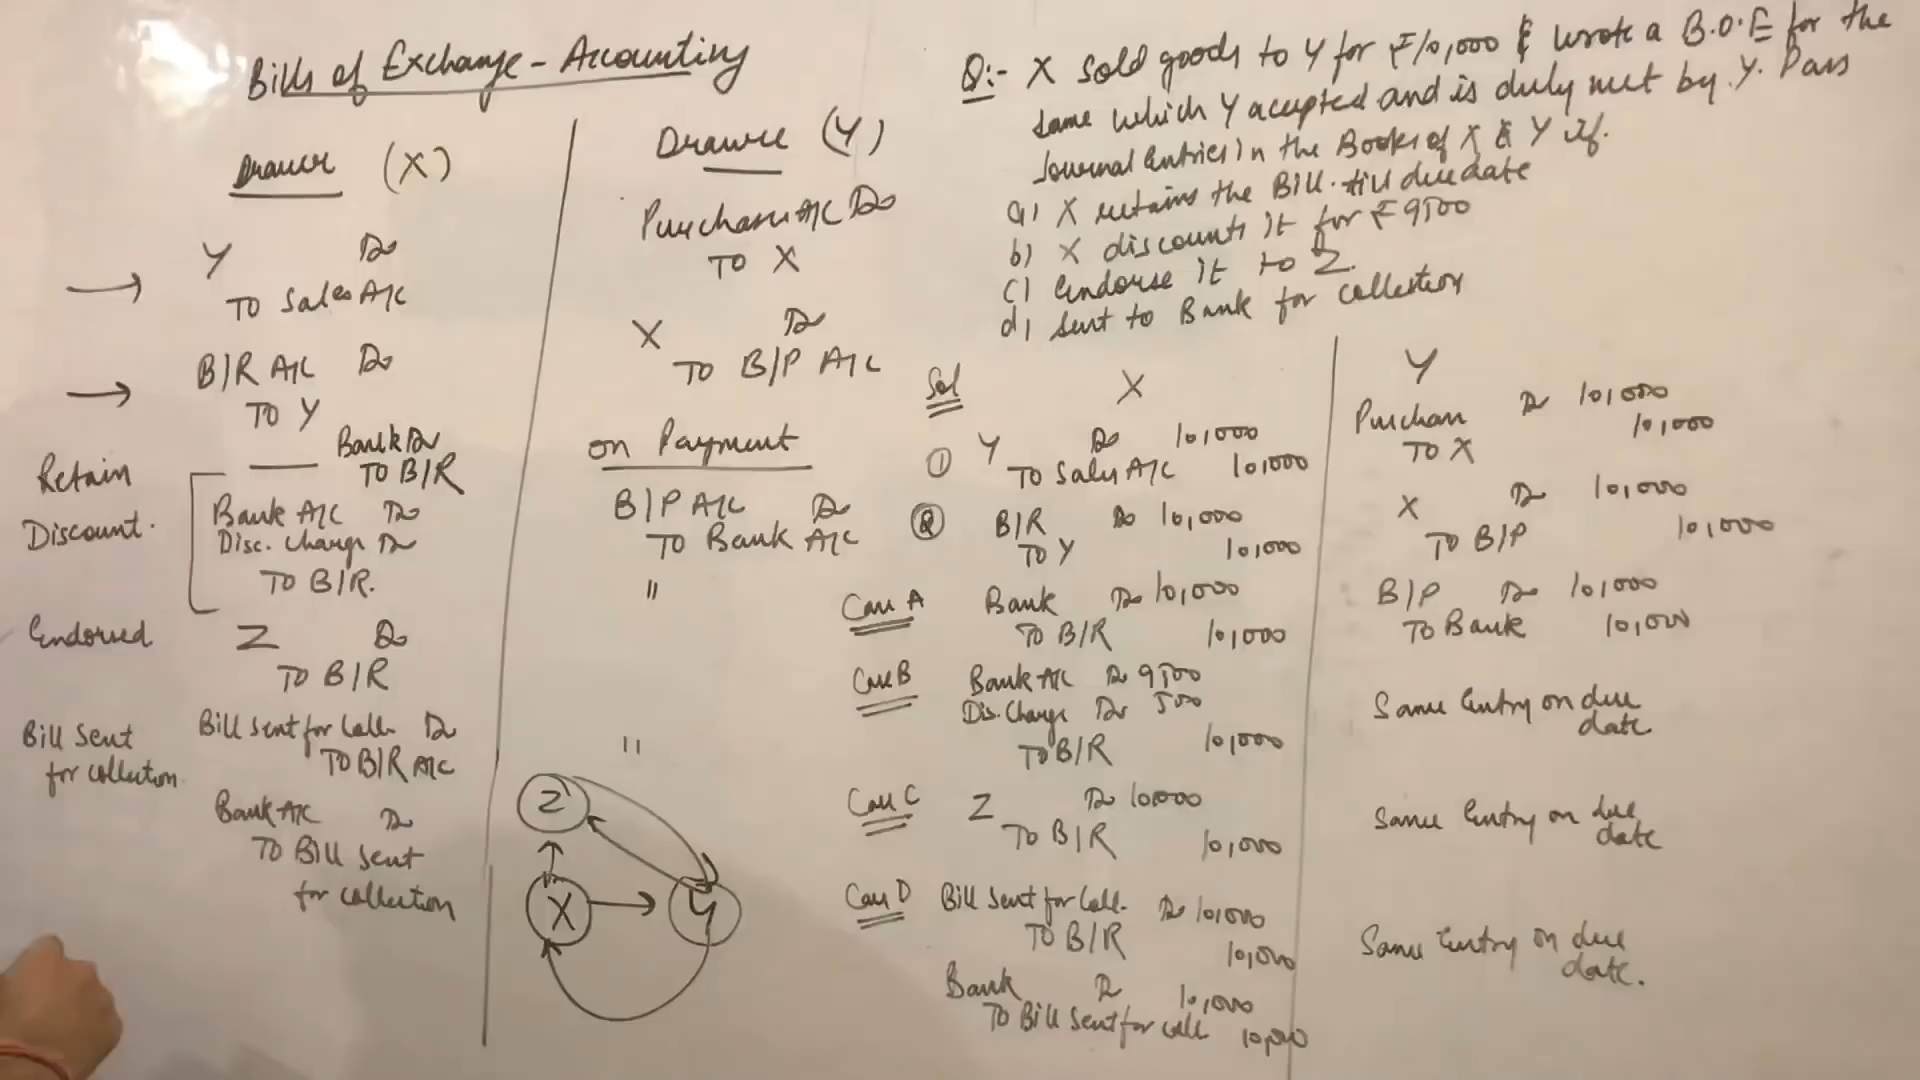 Bills of Exchange - Accounting
Drawer (X)
Y Dr
To Sales A/c
B/R A/c Dr
To Y
Retain
Bank Dr
To B/R
Discount.
Bank A/c Dr
Disc. Charge Dr
To B/R.
Endorsed
Z Dr
To B/R
Bill Sent
for collection
Bill sent for Coll. Dr
To B/R A/c
Bank A/c Dr
To Bill sent
for collection
Drawee (Y)
Purchases A/c Dr
To X
X Dr
To B/P A/c
on Payment
B/P A/c Dr
To Bank A/c
"
"
Z
X
Y
Q:- X sold goods to Y for ₹10,000 & wrote a B.O.E for the
same which Y accepted and is duly met by Y. Pass
Journal Entries in the Books of X & Y if.
a) X retains the Bill. till due date
b) X discounts it for ₹9500
c) Endorse it to Z.
d) Sent to Bank for collection
Sol
X
① Y Dr 10,000
To Sales A/c 10,000
② B/R Dr 10,000
To Y 10,000
Case A Bank Dr 10,000
To B/R 10,000
Case B Bank A/c Dr 9500
Dis. Charge Dr 500
To B/R 10,000
Case C Z Dr 10000
To B/R 10,000
Case D Bill Sent for Coll. Dr 10,000
To B/R 10,000
Bank Dr 10,000
To Bill Sent for Coll 10,000
Y
Purchase Dr 10,000
To X 10,000
X Dr 10,000
To B/P 10,000
B/P Dr 10,000
To Bank 10,000
Same Entry on due
date
Same Entry on due
date
Same Entry on due
date.